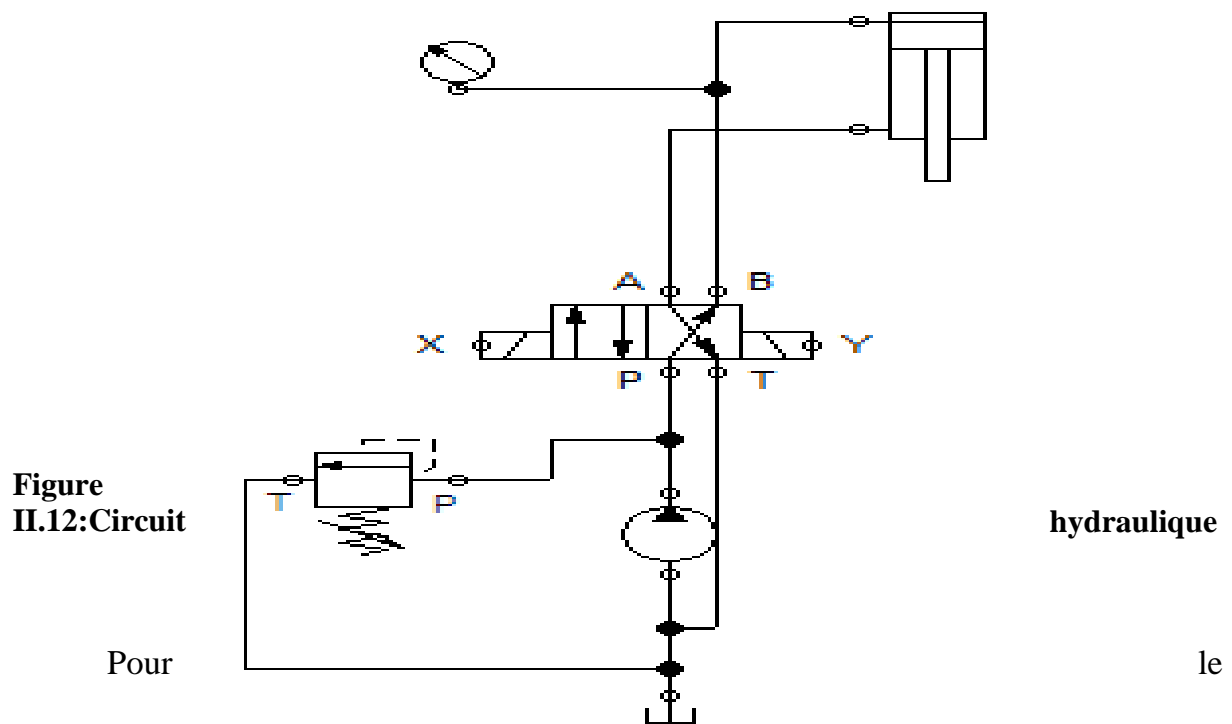 A B
X Y
P T
T P
Figure
II.12:Circuit hydraulique
Pour le